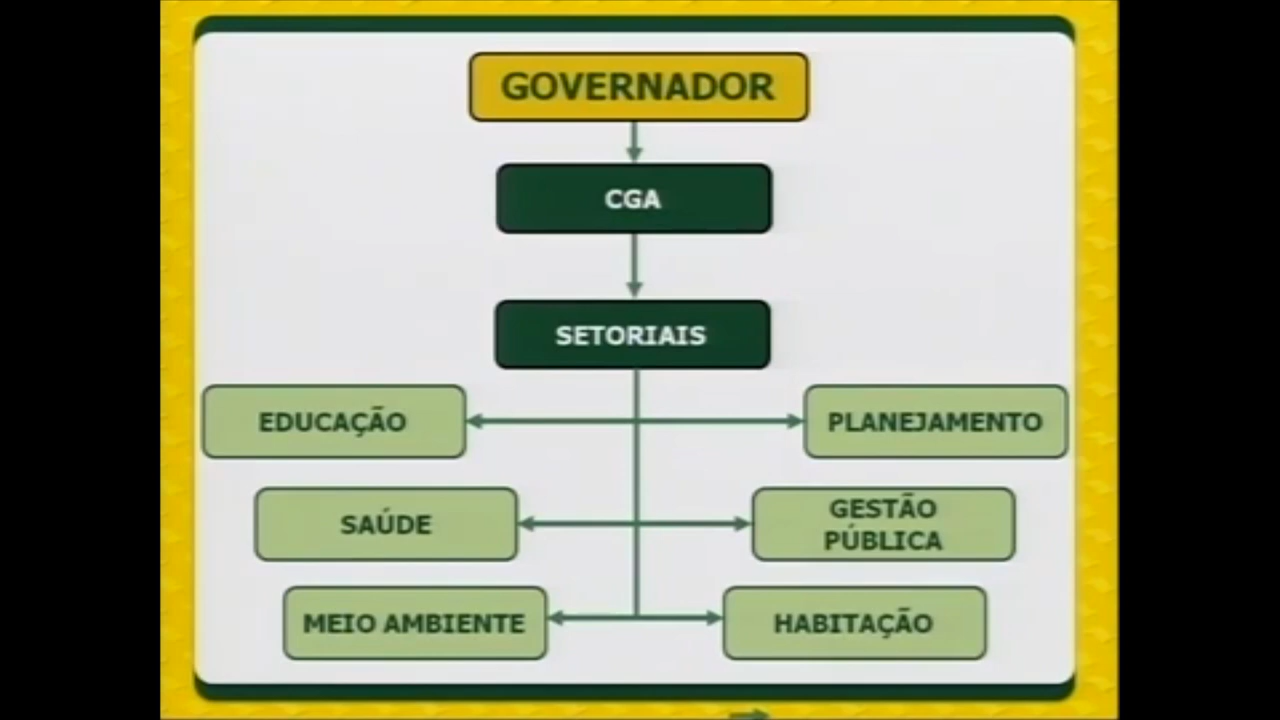 GOVERNADOR
CGA
SETORIAIS
EDUCAÇÃO
PLANEJAMENTO
SAÚDE
GESTÃO
PÚBLICA
MEIO AMBIENTE
HABITAÇÃO